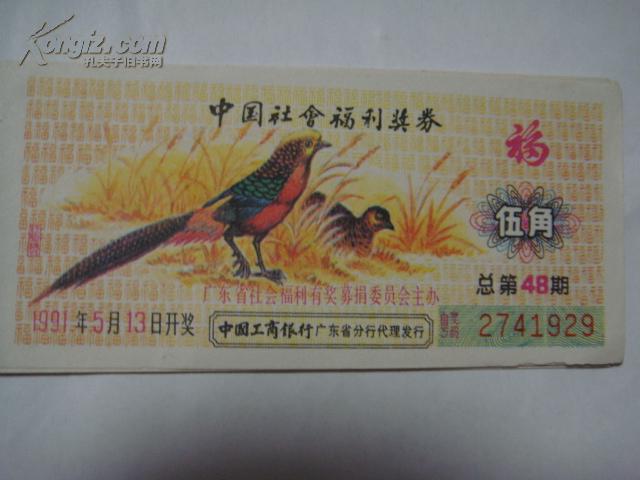 Kongfz.com
孔夫子旧书网
中国社會福利奖券
福
伍角
总第48期
广东省社会福利有奖募捐委员会主办
1991年5月13日开奖
中国工商银行广东省分行代理发行
2741929